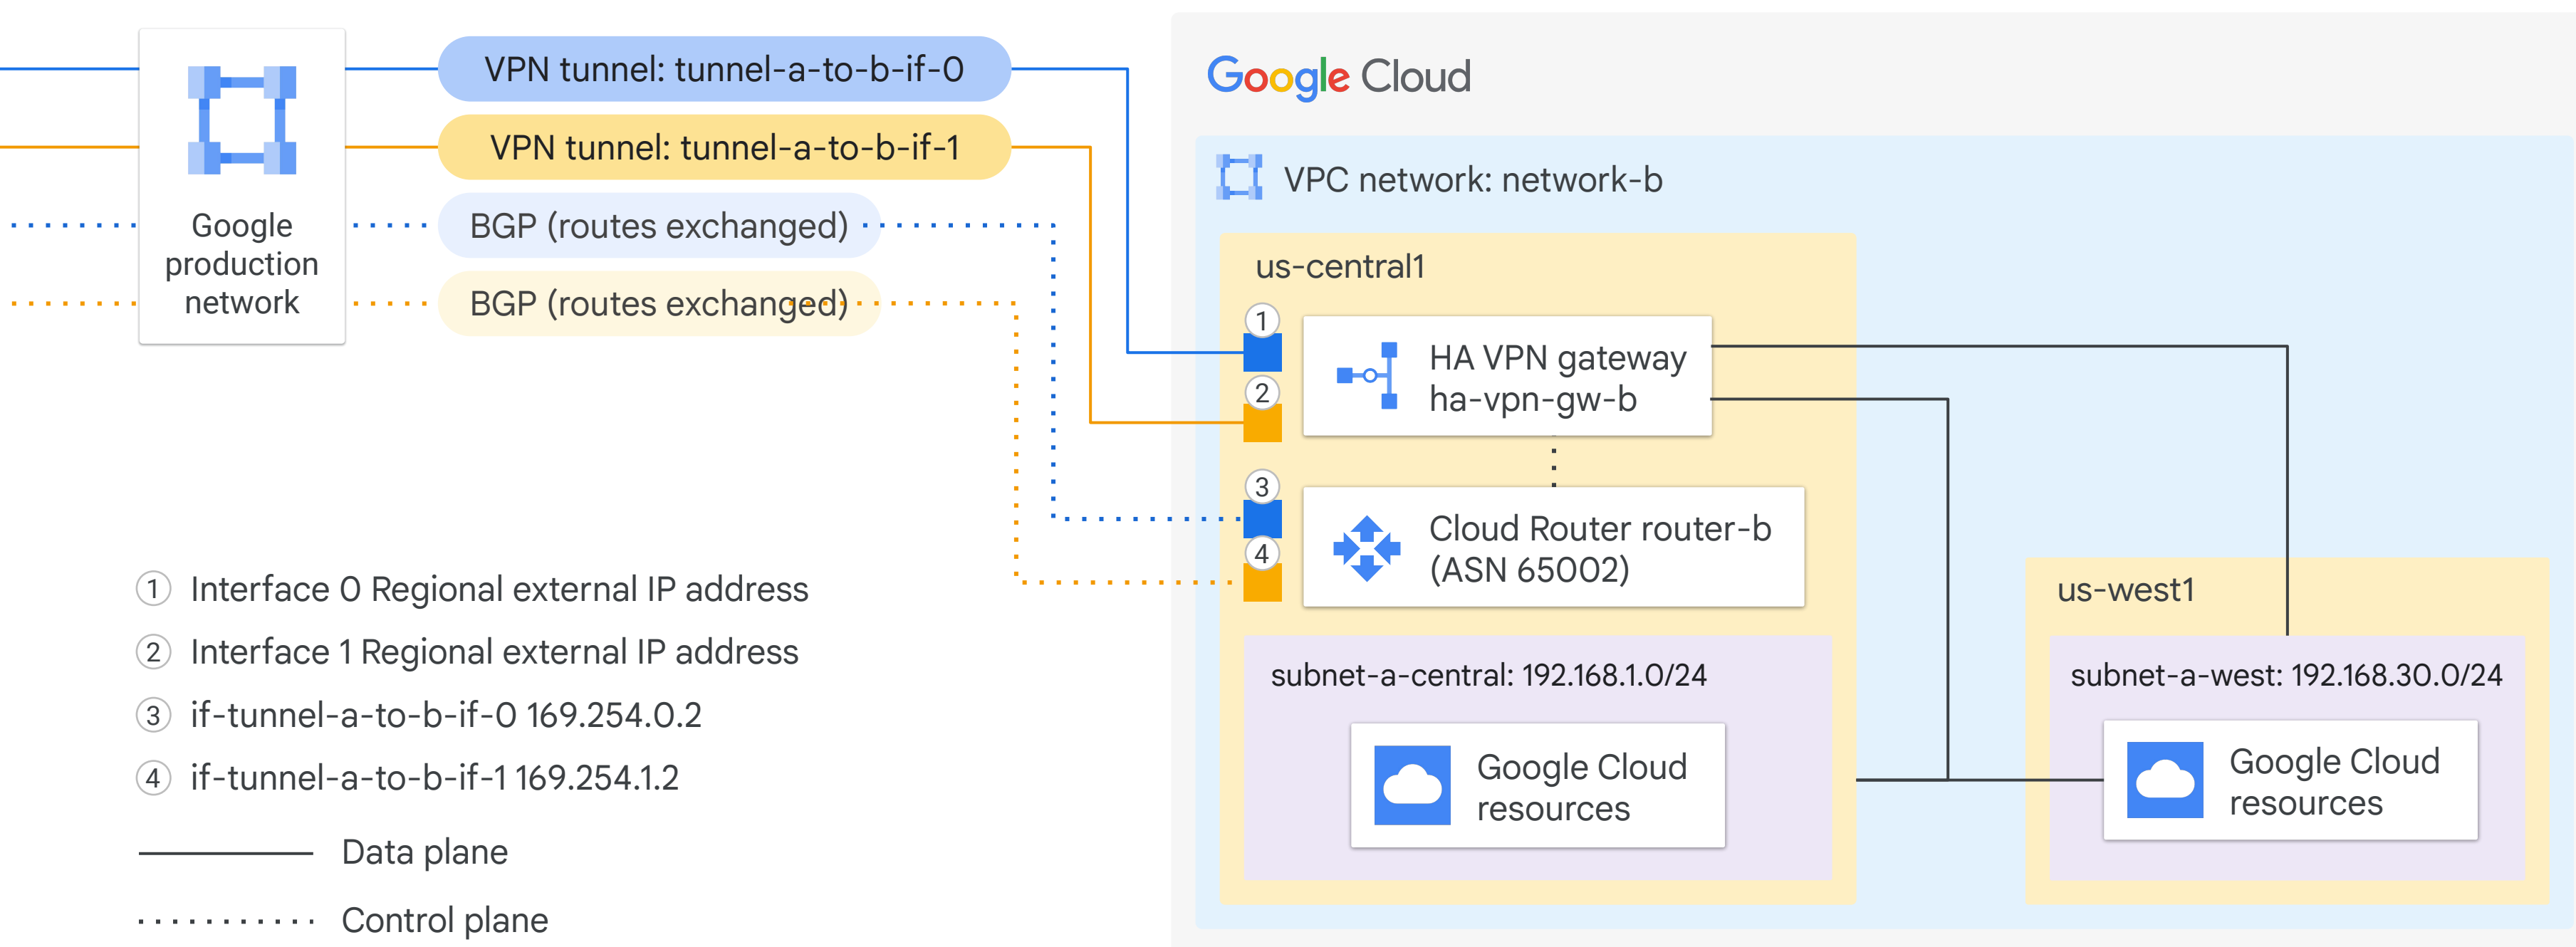 VPN tunnel: tunnel-a-to-b-if-0
VPN tunnel: tunnel-a-to-b-if-1
BGP (routes exchanged)
BGP (routes exchanged)
Google
production
network
Google Cloud
VPC network: network-b
us-central1
1
HA VPN gateway
ha-vpn-gw-b
2
3
Cloud Router router-b
(ASN 65002)
4
subnet-a-central: 192.168.1.0/24
Google Cloud
resources
us-west1
subnet-a-west: 192.168.30.0/24
Google Cloud
resources
1 Interface 0 Regional external IP address
2 Interface 1 Regional external IP address
3 if-tunnel-a-to-b-if-0 169.254.0.2
4 if-tunnel-a-to-b-if-1 169.254.1.2
Data plane
Control plane